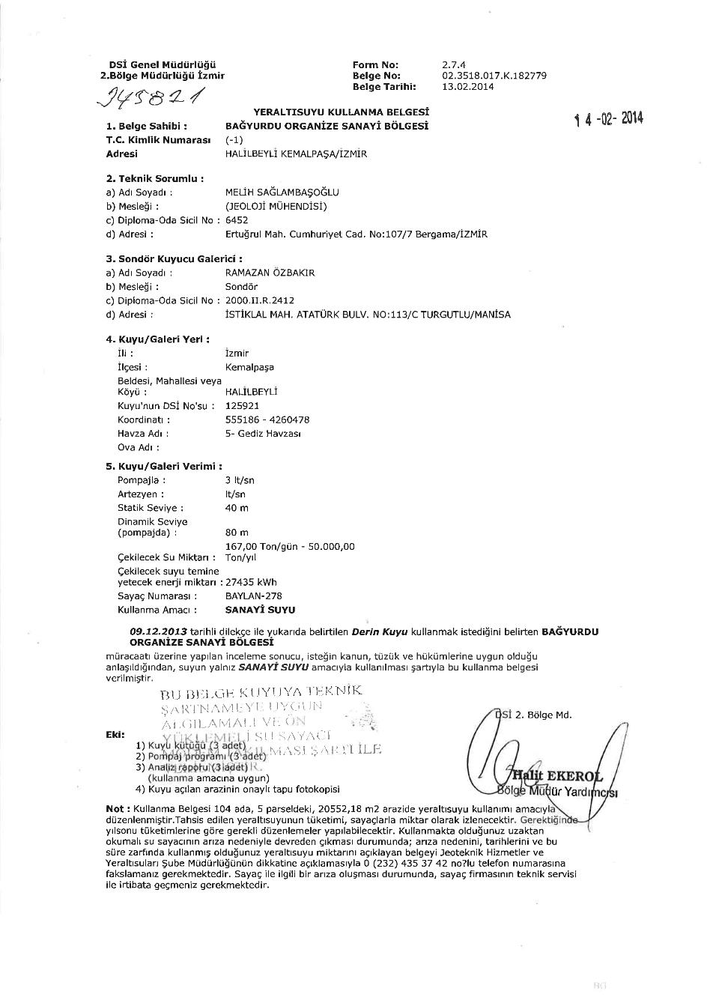 DSİ Genel Müdürlüğü
2.Bölge Müdürlüğü İzmir
Form No: 2.7.4
Belge No: 02.3518.017.K.182779
Belge Tarihi: 13.02.2014
945821
YERALTISUYU KULLANMA BELGESİ
14-02-2014
1. Belge Sahibi : BAĞYURDU ORGANİZE SANAYİ BÖLGESİ
T.C. Kimlik Numarası (-1)
Adresi HALİLBEYLİ KEMALPAŞA/İZMİR
2. Teknik Sorumlu :
a) Adı Soyadı : MELİH SAĞLAMBAŞOĞLU
b) Mesleği : (JEOLOJİ MÜHENDİSİ)
c) Diploma-Oda Sicil No : 6452
d) Adresi : Ertuğrul Mah. Cumhuriyet Cad. No:107/7 Bergama/İZMİR
3. Sondör Kuyucu Galerici :
a) Adı Soyadı : RAMAZAN ÖZBAKIR
b) Mesleği : Sondör
c) Diploma-Oda Sicil No : 2000.II.R.2412
d) Adresi : İSTİKLAL MAH. ATATÜRK BULV. NO:113/C TURGUTLU/MANİSA
4. Kuyu/Galeri Yeri :
İli : İzmir
İlçesi : Kemalpaşa
Beldesi, Mahallesi veya
Köyü : HALİLBEYLİ
Kuyu'nun DSİ No'su : 125921
Koordinatı : 555186 - 4260478
Havza Adı : 5- Gediz Havzası
Ova Adı :
5. Kuyu/Galeri Verimi :
Pompajla : 3 lt/sn
Artezyen : lt/sn
Statik Seviye : 40 m
Dinamik Seviye
(pompajda) : 80 m
167,00 Ton/gün - 50.000,00
Çekilecek Su Miktarı : Ton/yıl
Çekilecek suyu temine
yetecek enerji miktarı : 27435 kWh
Sayaç Numarası : BAYLAN-278
Kullanma Amacı : SANAYİ SUYU
09.12.2013 tarihli dilekçe ile yukarıda belirtilen Derin Kuyu kullanmak istediğini belirten BAĞYURDU
ORGANİZE SANAYİ BÖLGESİ
müracaatı üzerine yapılan inceleme sonucu, isteğin kanun, tüzük ve hükümlerine uygun olduğu
anlaşıldığından, suyun yalnız SANAYİ SUYU amacıyla kullanılması şartıyla bu kullanma belgesi
verilmiştir.
BU BELGE KUYUYA TEKNİK
ŞARTNAMEYE UYGUN
ALGILAMALI VE ÖN
YÜKLEMELİ SU SAYACI
MASI ŞARTI İLE
DSİ 2. Bölge Md.
Halit EKEROL
Bölge Müdür Yardımcısı
Eki:
1) Kuyu kütüğü (3 adet)
2) Pompaj programı (3 adet)
3) Analiz raporu (3 adet)
(kullanma amacına uygun)
4) Kuyu açılan arazinin onaylı tapu fotokopisi
Not : Kullanma Belgesi 104 ada, 5 parseldeki, 20552,18 m2 arazide yeraltısuyu kullanımı amacıyla
düzenlenmiştir.Tahsis edilen yeraltısuyunun tüketimi, sayaçlarla miktar olarak izlenecektir. Gerektiğinde
yılsonu tüketimlerine göre gerekli düzenlemeler yapılabilecektir. Kullanmakta olduğunuz uzaktan
okumalı su sayacının arıza nedeniyle devreden çıkması durumunda; arıza nedenini, tarihlerini ve bu
süre zarfında kullanmış olduğunuz yeraltısuyu miktarını açıklayan belgeyi Jeoteknik Hizmetler ve
Yeraltısuları Şube Müdürlüğünün dikkatine açıklamasıyla 0 (232) 435 37 42 no?lu telefon numarasına
fakslamanız gerekmektedir. Sayaç ile ilgili bir arıza oluşması durumunda, sayaç firmasının teknik servisi
ile irtibata geçmeniz gerekmektedir.